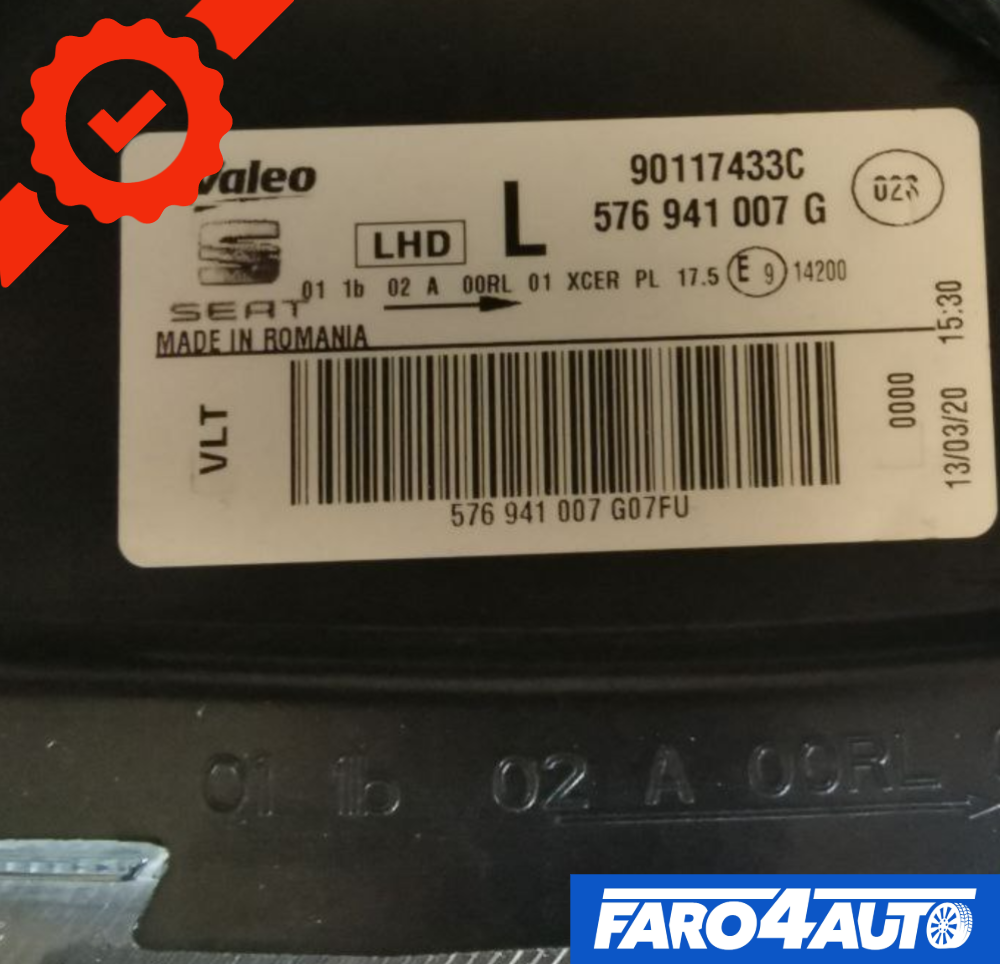 Valeo
90117433C
576 941 007 G
023
LHD
L
01 1b 02 A 00RL 01 XCER PL 17.5 E 9 14200
SEAT
MADE IN ROMANIA
VLT
0000
13/03/20 15:30
576 941 007 G07FU
01 1b 02 A 00RL
FARO4AUTO